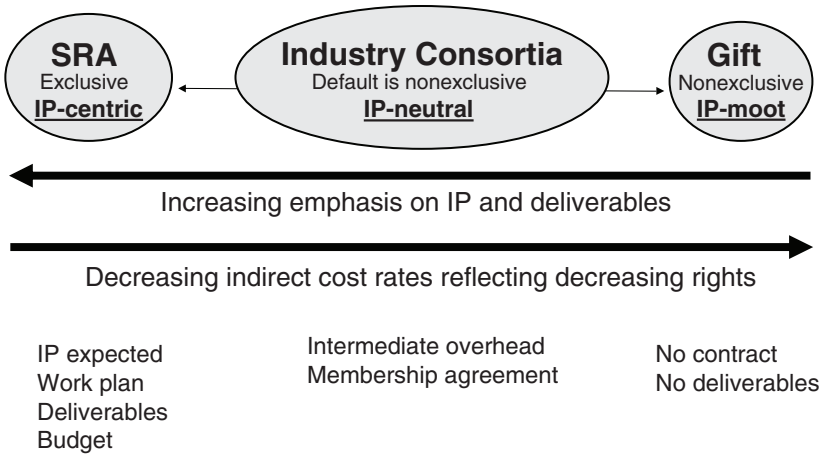 SRA
Exclusive
IP-centric
Industry Consortia
Default is nonexclusive
IP-neutral
Gift
Nonexclusive
IP-moot
Increasing emphasis on IP and deliverables
Decreasing indirect cost rates reflecting decreasing rights
IP expected
Work plan
Deliverables
Budget
Intermediate overhead
Membership agreement
No contract
No deliverables